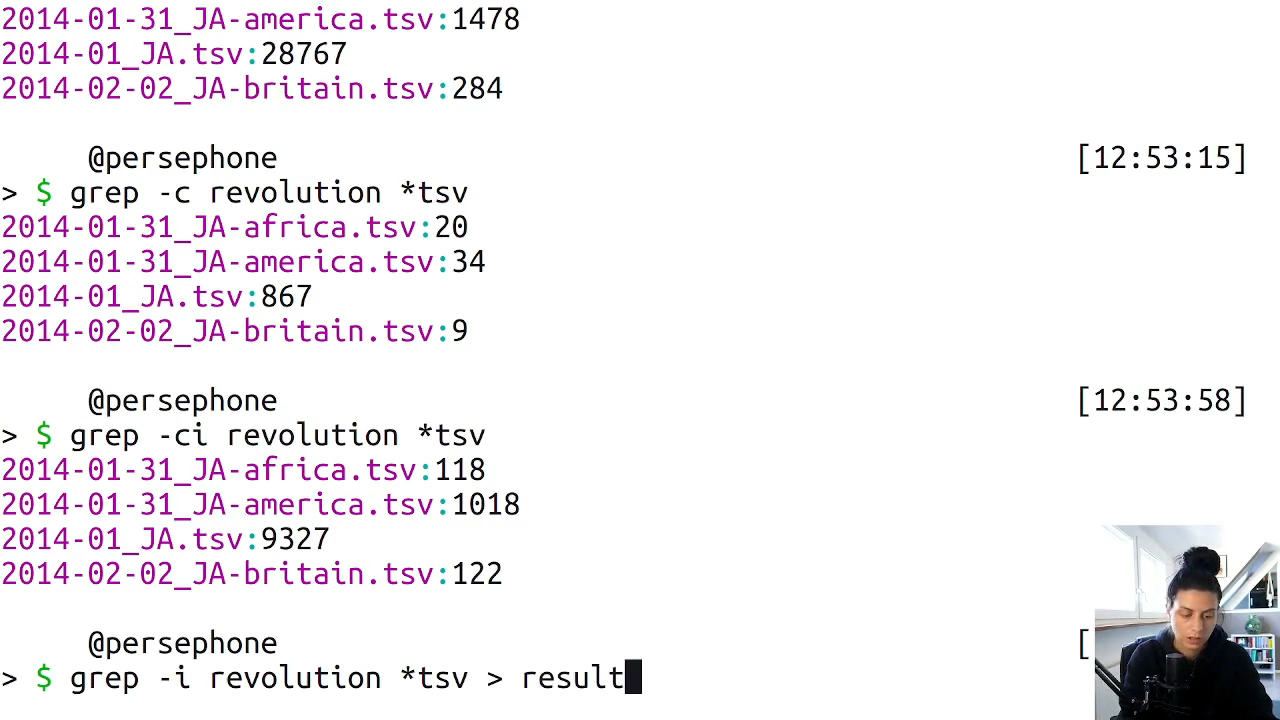 2014-01-31_JA-america.tsv:1478
2014-01_JA.tsv:28767
2014-02-02_JA-britain.tsv:284
@persephone [12:53:15]
> $ grep -c revolution *tsv
2014-01-31_JA-africa.tsv:20
2014-01-31_JA-america.tsv:34
2014-01_JA.tsv:867
2014-02-02_JA-britain.tsv:9
@persephone [12:53:58]
> $ grep -ci revolution *tsv
2014-01-31_JA-africa.tsv:118
2014-01-31_JA-america.tsv:1018
2014-01_JA.tsv:9327
2014-02-02_JA-britain.tsv:122
@persephone [
> $ grep -i revolution *tsv > result